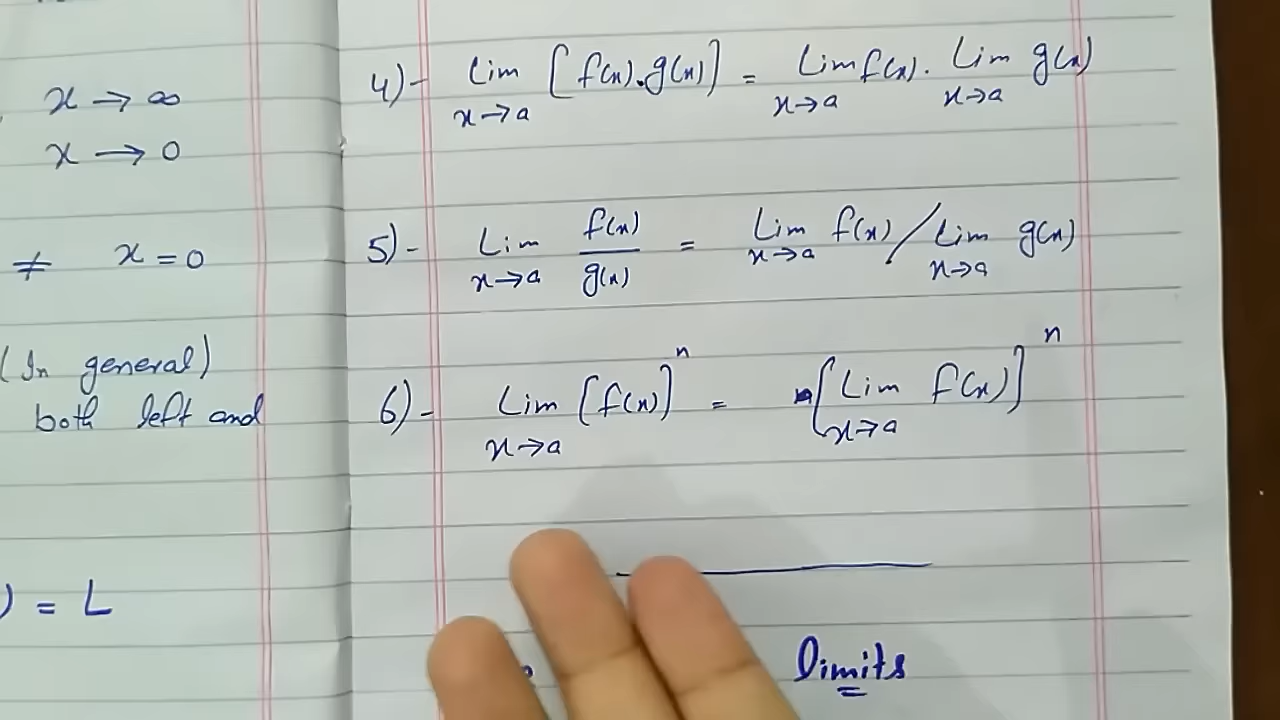 x → ∞
x → 0
≠ x = 0
(In general)
both left and
) = L
4)- Lim x→a [f(x).g(x)] = Lim x→a f(x). Lim x→a g(x)
5)- Lim x→a f(x)/g(x) = Lim x→a f(x) / Lim x→a g(x)
6)- Lim x→a [f(x)]^n = [Lim x→a f(x)]^n
limits